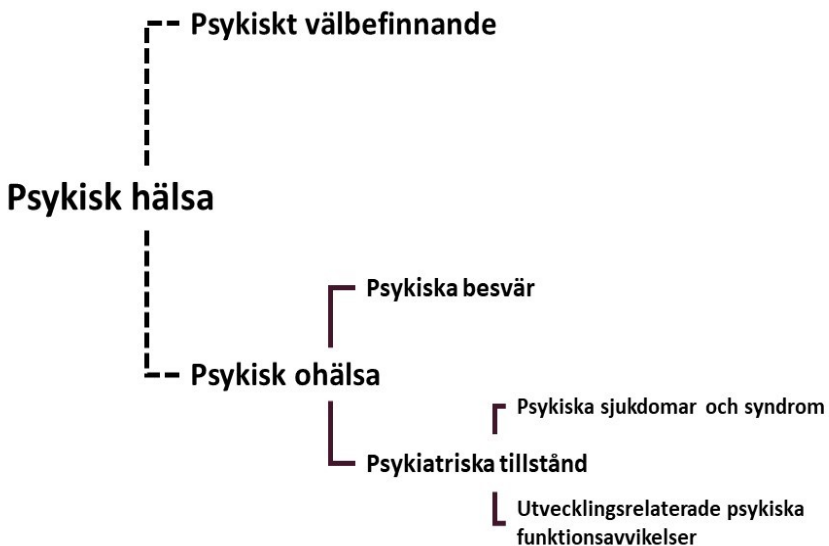 Psykiskt välbefinnande
Psykisk hälsa
Psykiska besvär
Psykisk ohälsa
Psykiska sjukdomar och syndrom
Psykiatriska tillstånd
Utvecklingsrelaterade psykiska
funktionsavvikelser